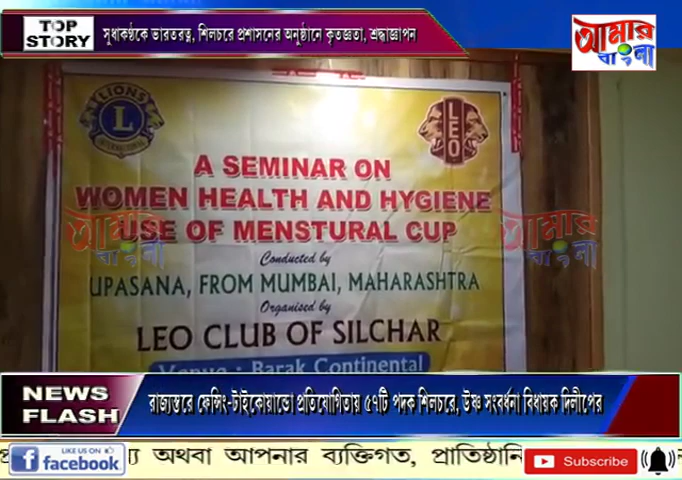 TOP STORY
সুধাকণ্ঠকে ভারতরত্ন, শিলচরে প্রশাসনের অনুষ্ঠানে কৃতজ্ঞতা, শ্রদ্ধাজ্ঞাপন
আমার বাংলা
LIONS
L
INTERNATIONAL
LEO
A SEMINAR ON
WOMEN HEALTH AND HYGIENE
USE OF MENSTURAL CUP
আমার বাংলা
আমার বাংলা
Conducted by
UPASANA, FROM MUMBAI, MAHARASHTRA
Organised by
LEO CLUB OF SILCHAR
Venue : Barak Continental
NEWS FLASH
রাজ্যস্তরে ফেন্সিং-টাইকোয়ান্ডো প্রতিযোগিতায় ৫৭টি পদক শিলচরে, উষ্ণ সংবর্ধনা বিধায়ক দিলীপের
LIKE US ON
facebook
অথবা আপনার ব্যক্তিগত, প্রাতিষ্ঠানি
Subscribe